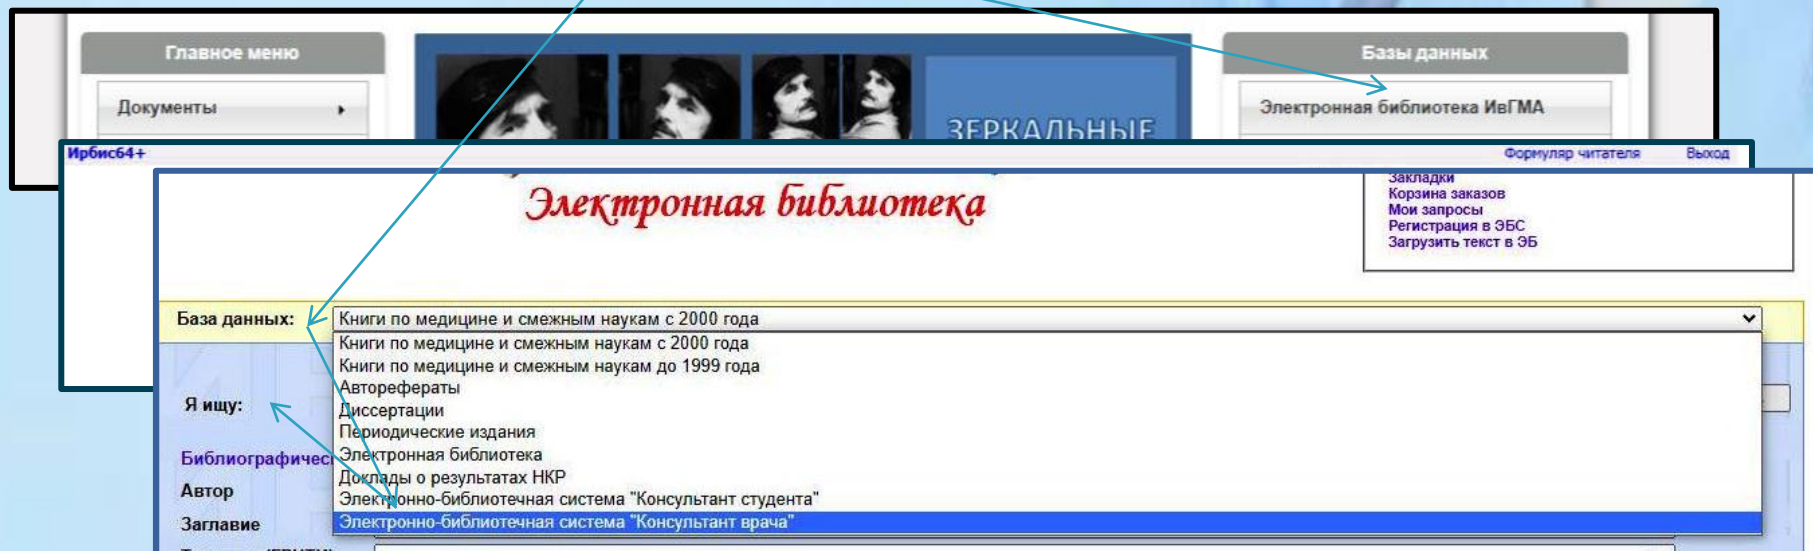 Главное меню
Базы данных
Документы
Электронная библиотека ИвГМА
ЗЕРКАЛЬНЫЕ
Ирбис64+
Формуляр читателя
Выход
Закладки
Корзина заказов
Мои запросы
Регистрация в ЭБС
Загрузить текст в ЭБ
Электронная библиотека
База данных:
Книги по медицине и смежным наукам с 2000 года
Книги по медицине и смежным наукам с 2000 года
Книги по медицине и смежным наукам до 1999 года
Авторефераты
Я ищу:
Диссертации
Периодические издания
Библиографичес
Электронная библиотека
Доклады о результатах НКР
Автор
Электронно-библиотечная система "Консультант студента"
Заглавие
Электронно-библиотечная система "Консультант врача"